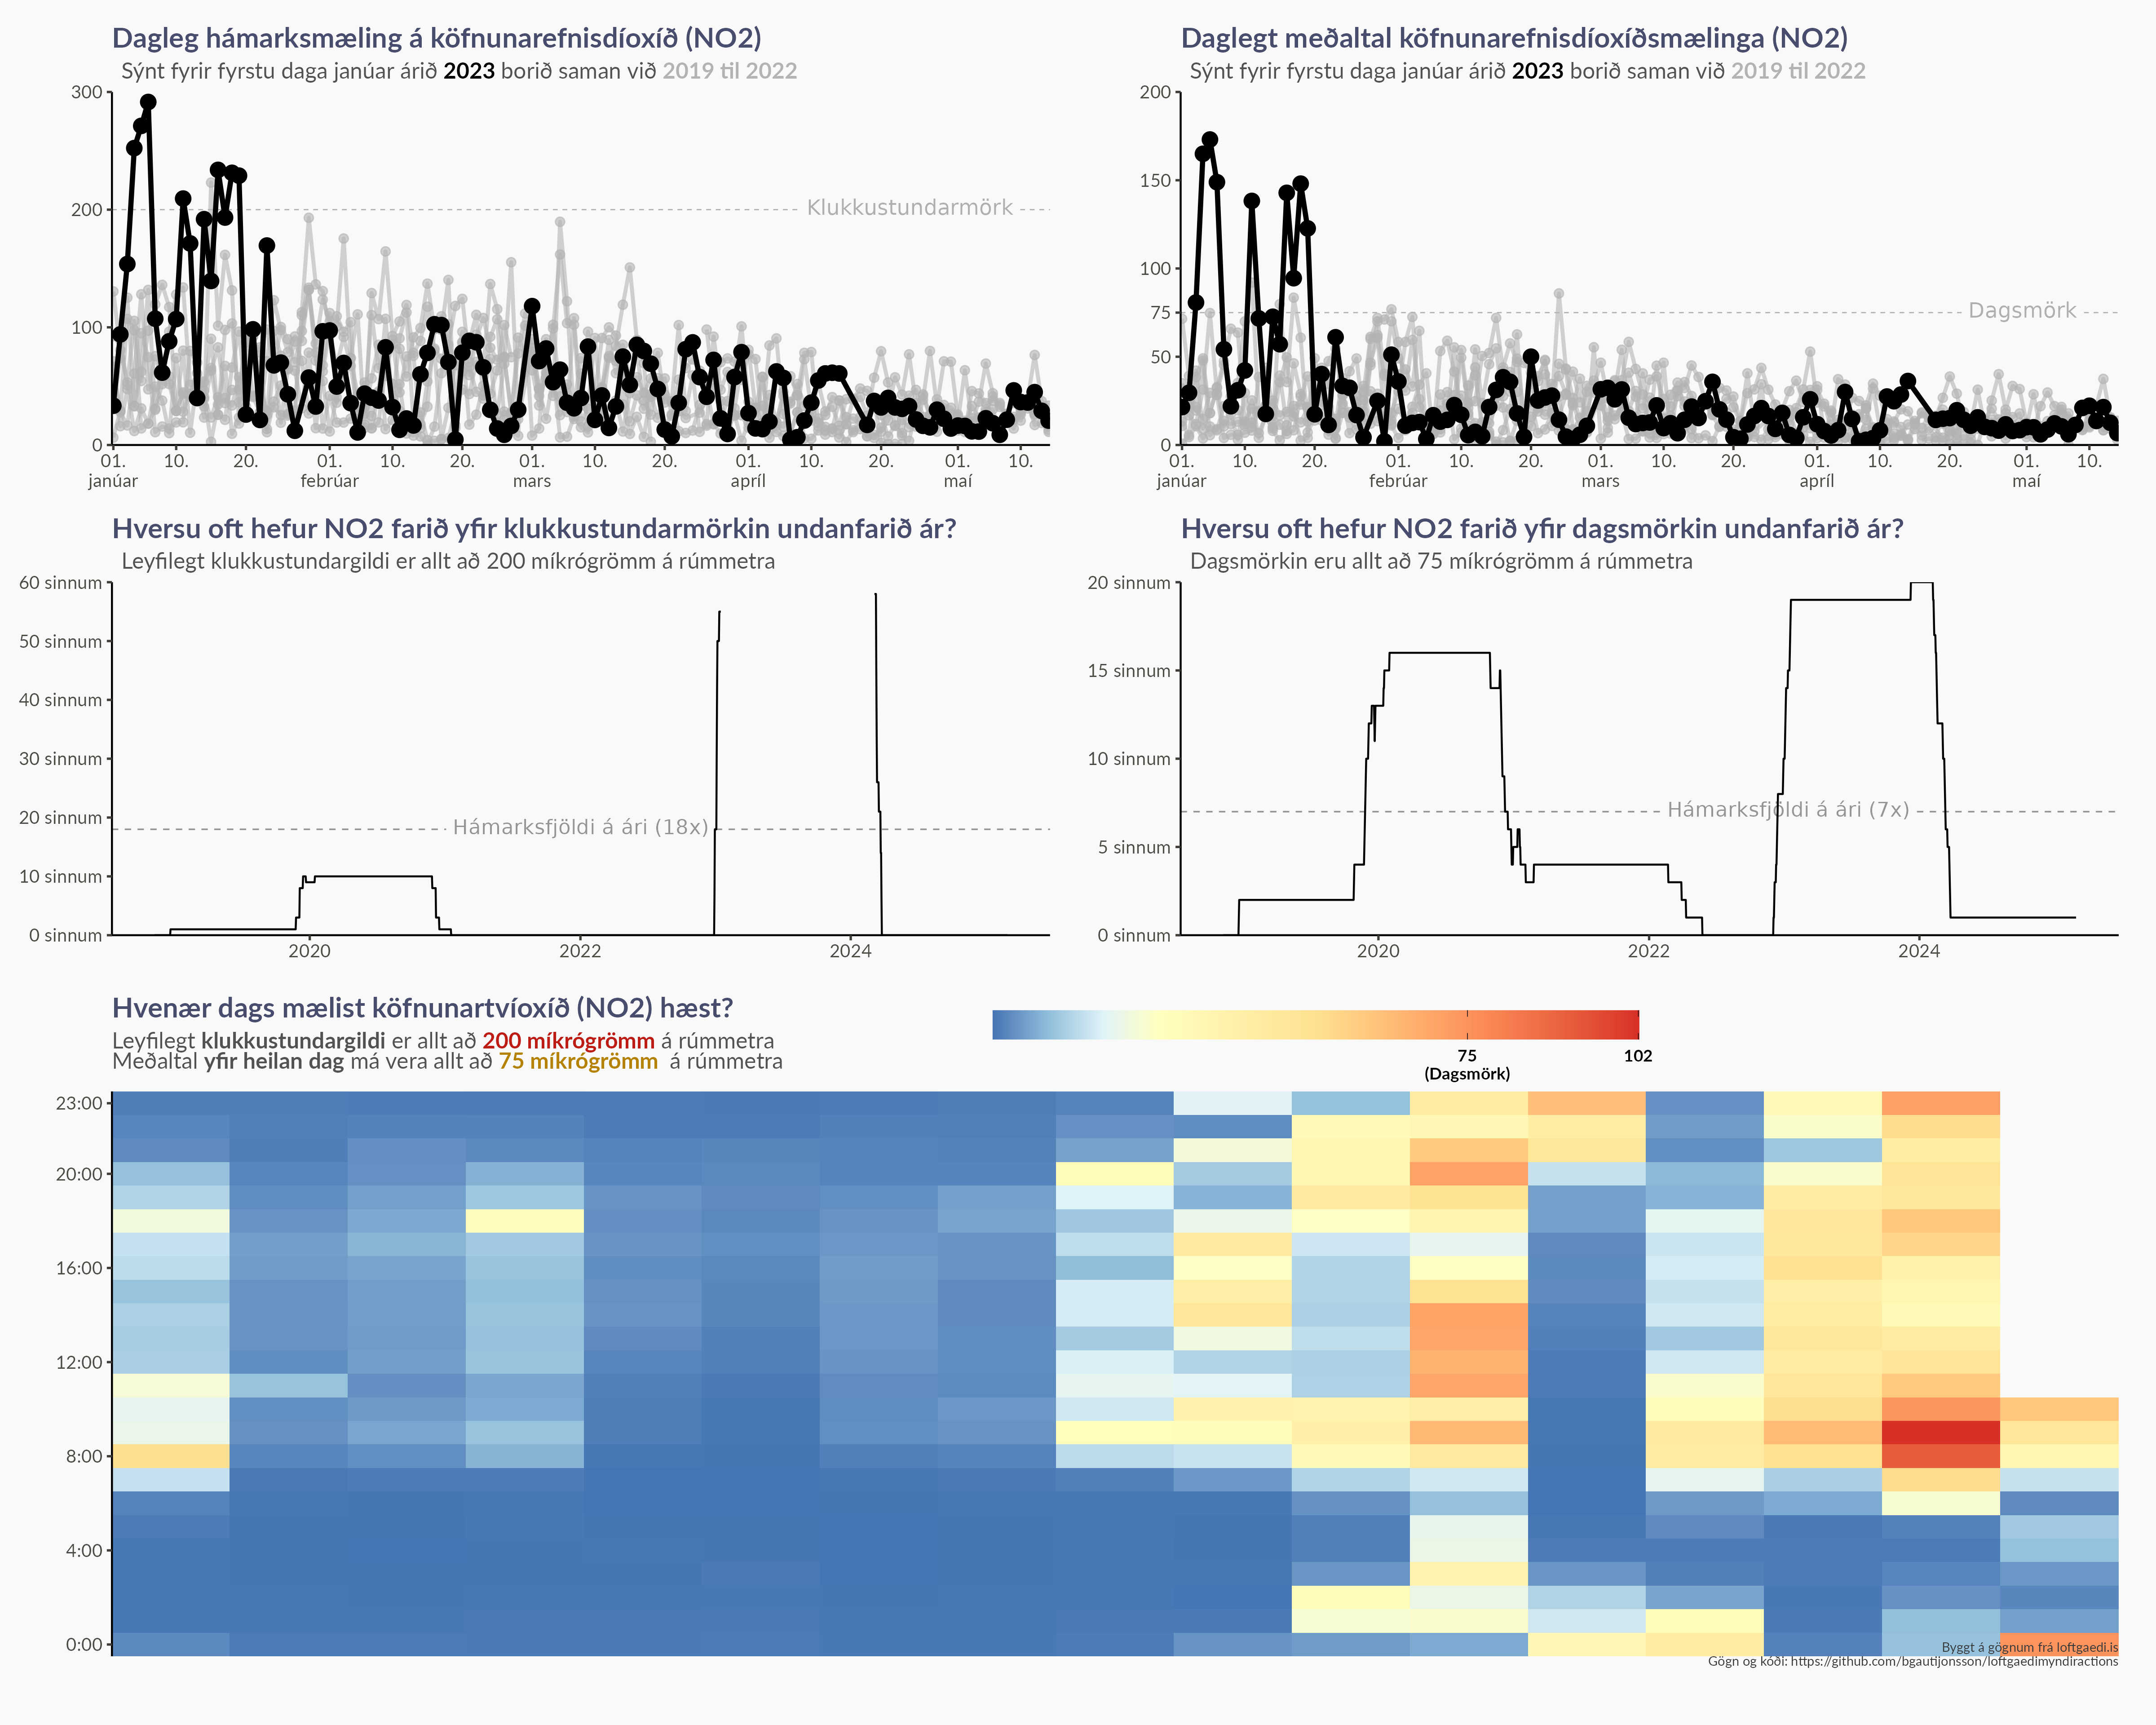 Dagleg hámarksmæling á köfnunarefnisdíoxíð (NO2)
Sýnt fyrir fyrstu daga janúar árið 2023 borið saman við 2019 til 2022
300
200
100
0
Klukkustundarmörk
01. 10. 20. 01. 10. 20. 01. 10. 20. 01. 10. 20. 01. 10.
janúar febrúar mars apríl maí
Daglegt meðaltal köfnunarefnisdíoxíðsmælinga (NO2)
Sýnt fyrir fyrstu daga janúar árið 2023 borið saman við 2019 til 2022
200
150
100
75
50
0
Dagsmörk
01. 10. 20. 01. 10. 20. 01. 10. 20. 01. 10. 20. 01. 10.
janúar febrúar mars apríl maí
Hversu oft hefur NO2 farið yfir klukkustundarmörkin undanfarið ár?
Leyfilegt klukkustundargildi er allt að 200 míkrógrömm á rúmmetra
60 sinnum
50 sinnum
40 sinnum
30 sinnum
20 sinnum
10 sinnum
0 sinnum
Hámarksfjöldi á ári (18x)
2020 2022 2024
Hversu oft hefur NO2 farið yfir dagsmörkin undanfarið ár?
Dagsmörkin eru allt að 75 míkrógrömm á rúmmetra
20 sinnum
15 sinnum
10 sinnum
5 sinnum
0 sinnum
Hámarksfjöldi á ári (7x)
2020 2022 2024
Hvenær dags mælist köfnunartvíoxíð (NO2) hæst?
Leyfilegt klukkustundargildi er allt að 200 míkrógrömm á rúmmetra
Meðaltal yfir heilan dag má vera allt að 75 míkrógrömm á rúmmetra
75 102
(Dagsmörk)
23:00
20:00
16:00
12:00
8:00
4:00
0:00
Byggt á gögnum frá loftgaedi.is
Gögn og kóði: https://github.com/bgautijonsson/loftgaedimyndiractions